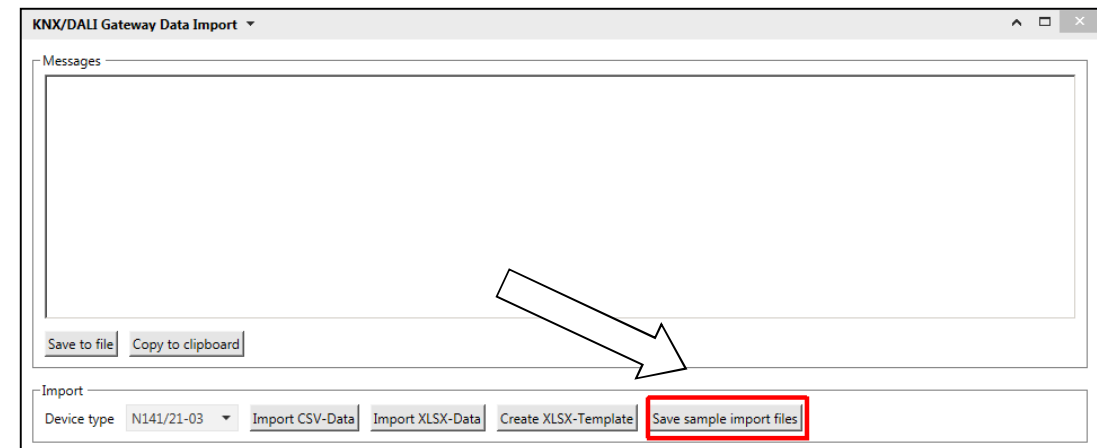 KNX/DALI Gateway Data Import
Messages
Save to file Copy to clipboard
Import
Device type N141/21-03 Import CSV-Data Import XLSX-Data Create XLSX-Template Save sample import files